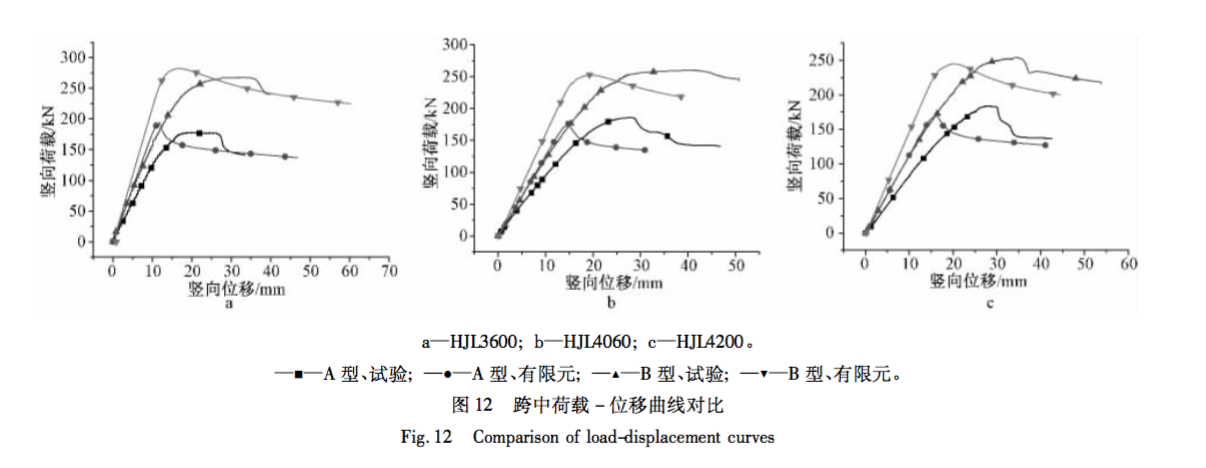 300
250
200
150
100
50
0
竖向荷载/kN
0 10 20 30 40 50 60 70
竖向位移/mm
a
300
250
200
150
100
50
0
竖向荷载/kN
0 10 20 30 40 50
竖向位移/mm
b
250
200
150
100
50
0
竖向荷载/kN
0 10 20 30 40 50 60
竖向位移/mm
c
a—HJL3600; b—HJL4060; c—HJL4200。
—■—A 型、试验; —●—A 型、有限元; —▲—B 型、试验; —▼—B 型、有限元。
图 12 跨中荷载－位移曲线对比
Fig. 12 Comparison of load-displacement curves